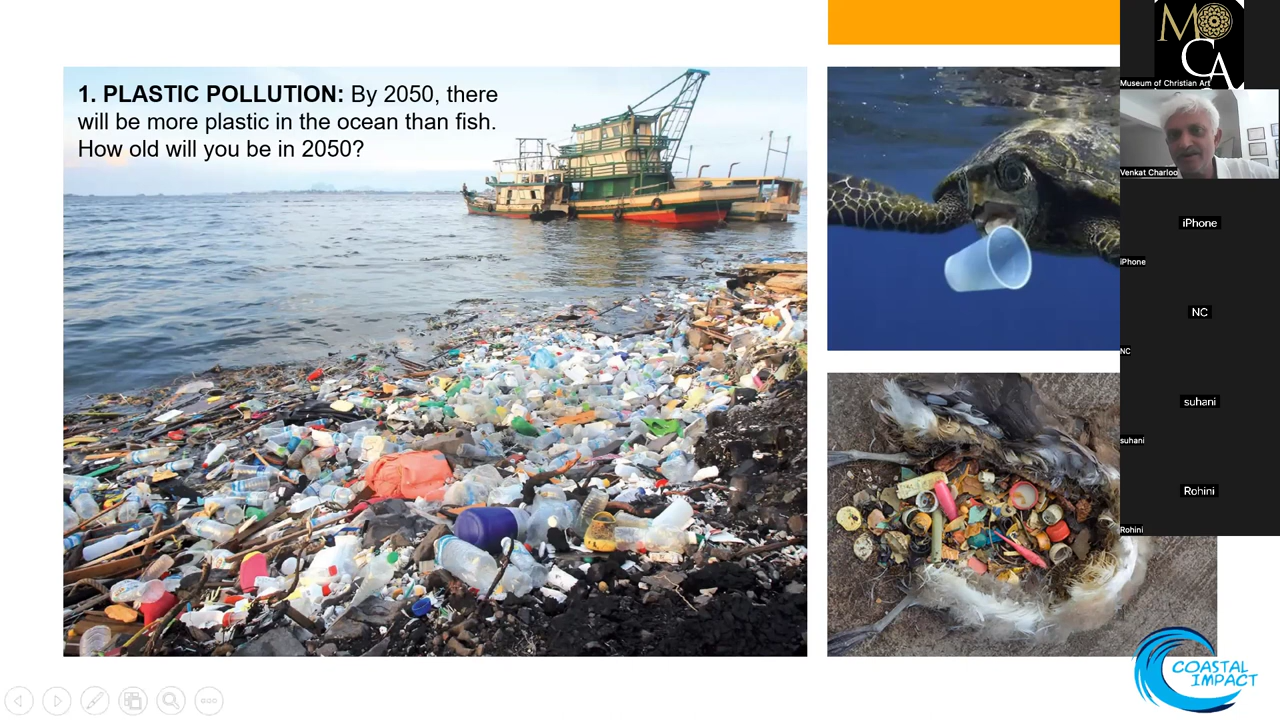 1. PLASTIC POLLUTION: By 2050, there
will be more plastic in the ocean than fish.
How old will you be in 2050?
MOCA
Museum of Christian Art
Venkat Charloo
iPhone
iPhone
NC
NC
suhani
suhani
Rohini
Rohini
COASTAL
IMPACT